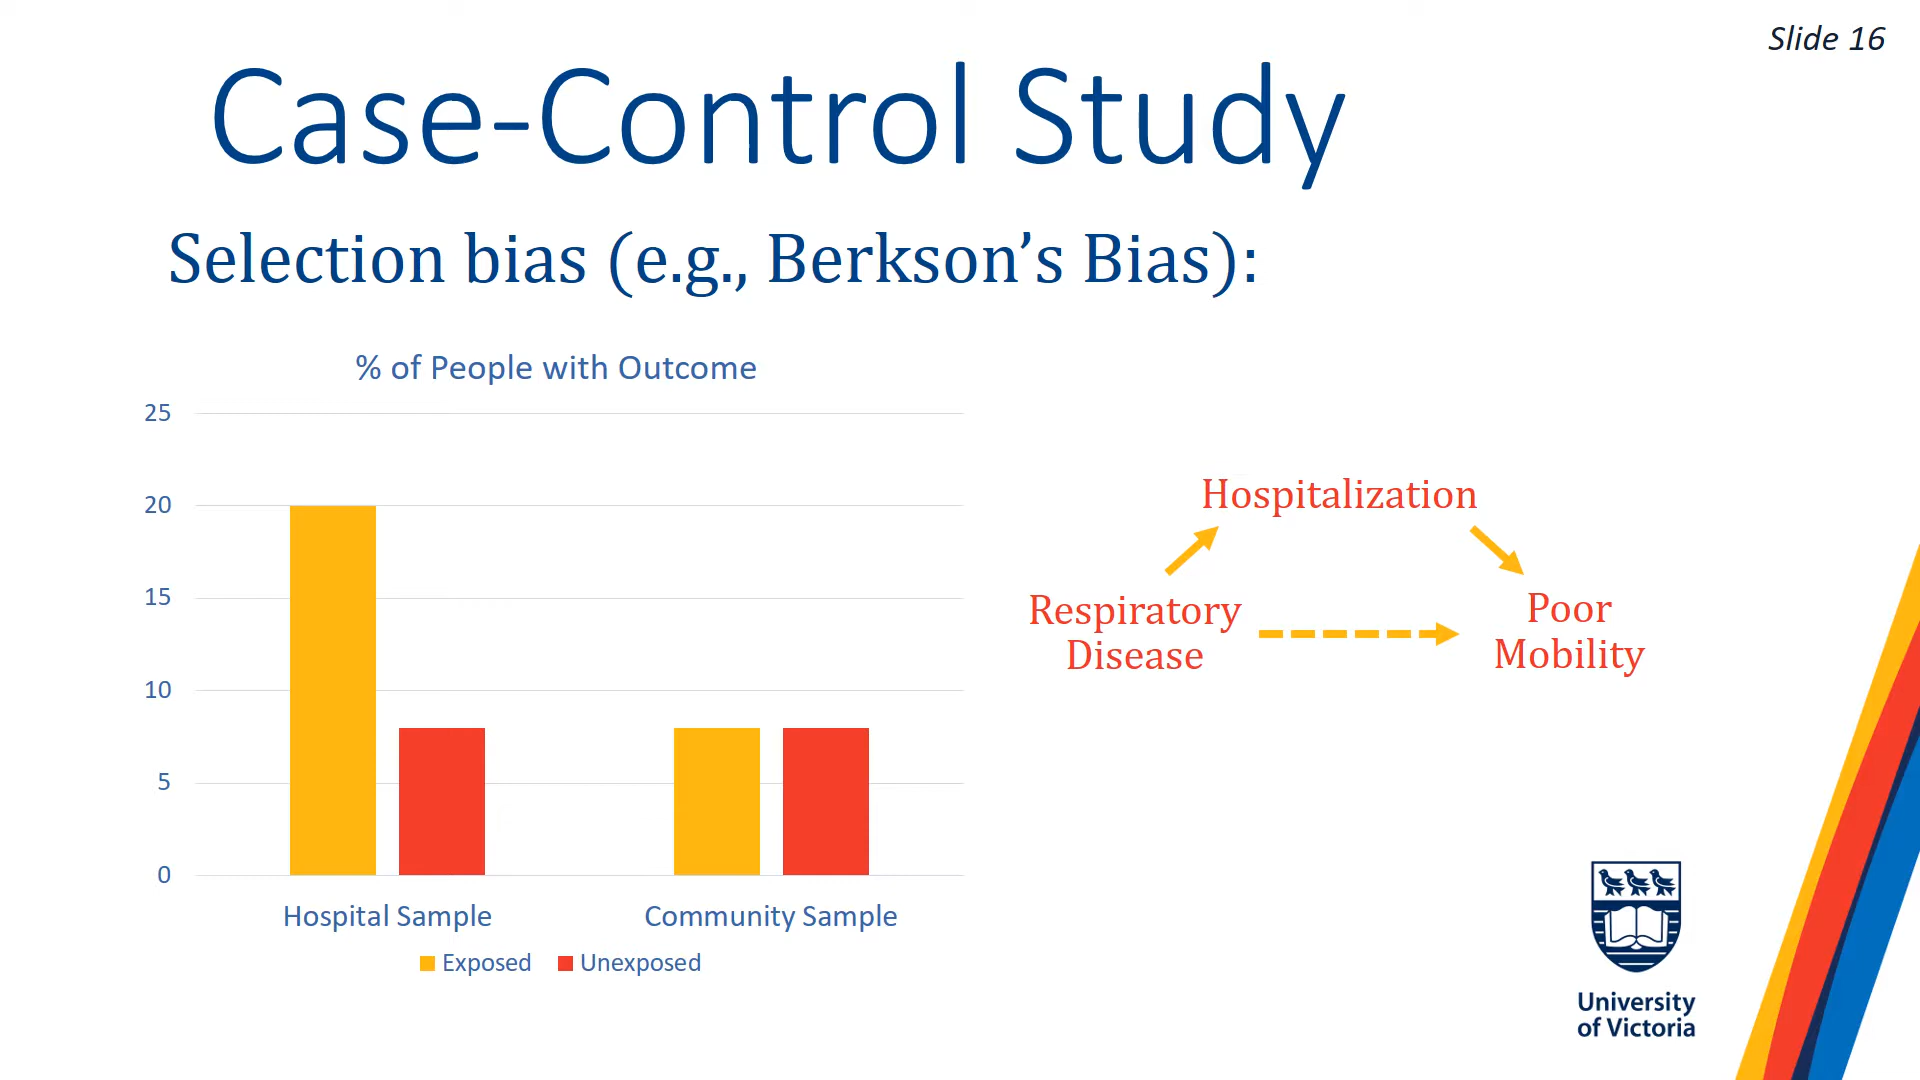 Slide 16
Case-Control Study
Selection bias (e.g., Berkson’s Bias):
% of People with Outcome
25
20
15
10
5
0
Hospital Sample
Community Sample
Exposed
Unexposed
Hospitalization
Respiratory
Disease
Poor
Mobility
University
of Victoria